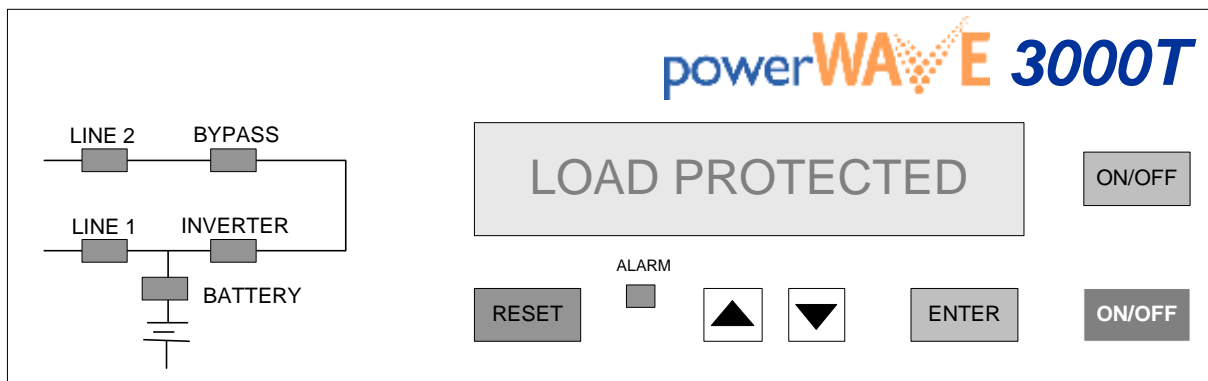 powerWAVE 3000T
LINE 2
BYPASS
LOAD PROTECTED
ON/OFF
LINE 1
INVERTER
ALARM
BATTERY
RESET
ENTER
ON/OFF